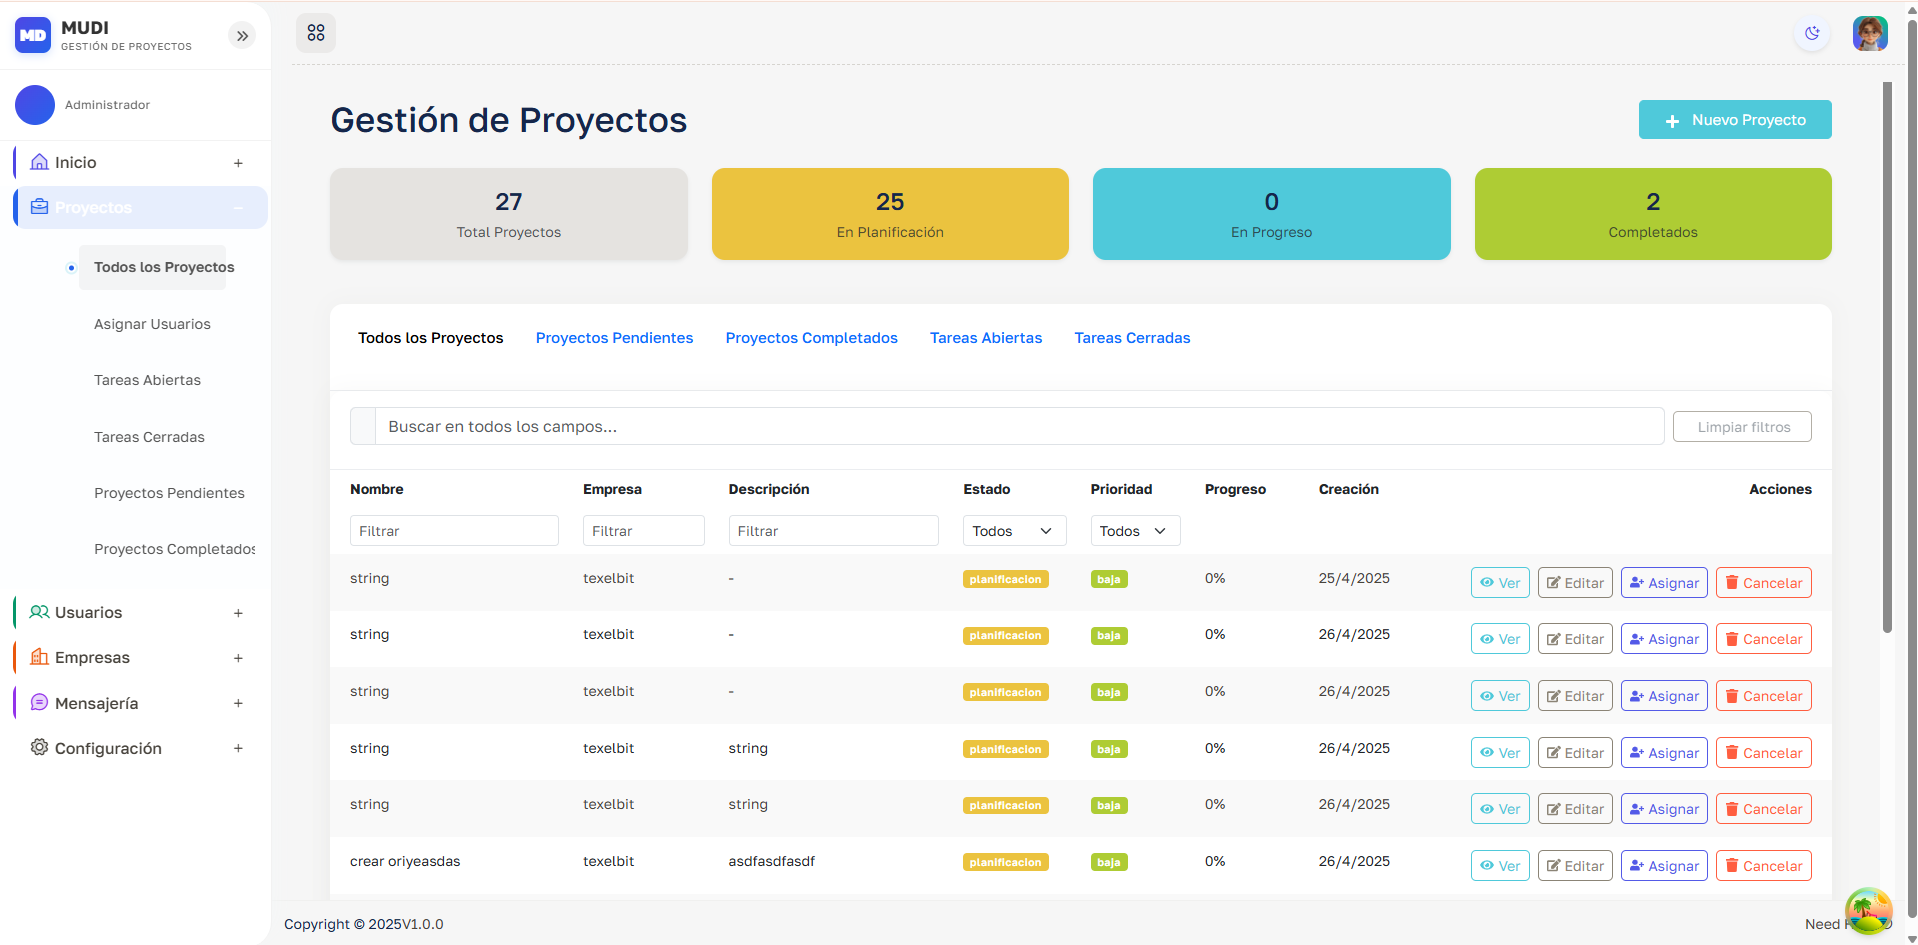 MD
MUDI
GESTIÓN DE PROYECTOS
Administrador
Inicio +
Proyectos –
Todos los Proyectos
Asignar Usuarios
Tareas Abiertas
Tareas Cerradas
Proyectos Pendientes
Proyectos Completados
Usuarios +
Empresas +
Mensajería +
Configuración +
Gestión de Proyectos
+ Nuevo Proyecto
27
Total Proyectos
25
En Planificación
0
En Progreso
2
Completados
Todos los Proyectos Proyectos Pendientes Proyectos Completados Tareas Abiertas Tareas Cerradas
Buscar en todos los campos... Limpiar filtros
Nombre Empresa Descripción Estado Prioridad Progreso Creación Acciones
Filtrar Filtrar Filtrar Todos Todos
string texelbit - planificacion baja 0% 25/4/2025 Ver Editar Asignar Cancelar
string texelbit - planificacion baja 0% 26/4/2025 Ver Editar Asignar Cancelar
string texelbit - planificacion baja 0% 26/4/2025 Ver Editar Asignar Cancelar
string texelbit string planificacion baja 0% 26/4/2025 Ver Editar Asignar Cancelar
string texelbit string planificacion baja 0% 26/4/2025 Ver Editar Asignar Cancelar
crear oriyeasdas texelbit asdfasdfasdf planificacion baja 0% 26/4/2025 Ver Editar Asignar Cancelar
Copyright © 2025V1.0.0
Need